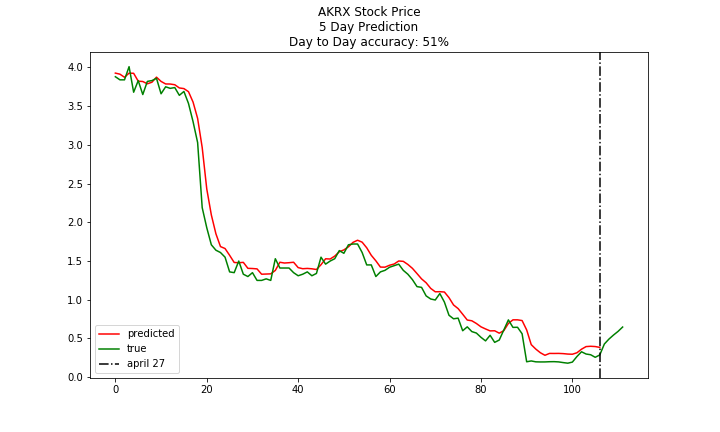 AKRX Stock Price
5 Day Prediction
Day to Day accuracy: 51%
4.0
3.5
3.0
2.5
2.0
1.5
1.0
0.5
0.0
predicted
true
april 27
0 20 40 60 80 100